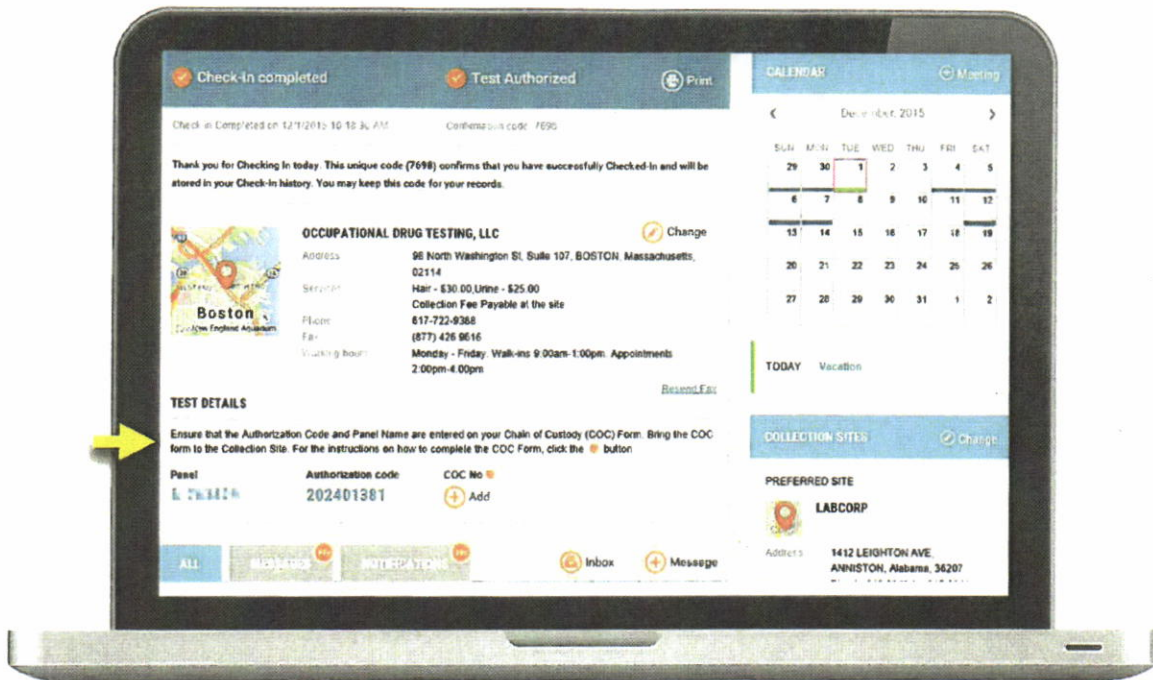 Check-In completed
Test Authorized
Print
Check-in Completed on 12/1/2015 10:18:30 AM
Confirmation code: 7698
Thank you for Checking In today. This unique code (7698) confirms that you have successfully Checked-In and will be
stored in your Check-In history. You may keep this code for your records.
Boston
New England Aquarium
OCCUPATIONAL DRUG TESTING, LLC
Change
Address
98 North Washington St, Suite 107, BOSTON, Massachusetts,
02114
Services
Hair - $30.00,Urine - $25.00
Collection Fee Payable at the site
Phone
617-722-9368
Fax
(877) 426 9616
Working hours
Monday - Friday. Walk-ins 9:00am-1:00pm. Appointments
2:00pm-4:00pm
Resend Fax
TEST DETAILS
Ensure that the Authorization Code and Panel Name are entered on your Chain of Custody (COC) Form. Bring the COC
form to the Collection Site. For the instructions on how to complete the COC Form, click the button
Panel
Authorization code
202401381
COC No
Add
ALL
MESSAGES
NOTIFICATIONS
Inbox
Message
CALENDAR
Meeting
December, 2015
SUN MON TUE WED THU FRI SAT
29 30 1 2 3 4 5
6 7 8 9 10 11 12
13 14 15 16 17 18 19
20 21 22 23 24 25 26
27 28 29 30 31 1 2
TODAY Vacation
COLLECTION SITES
Change
PREFERRED SITE
LABCORP
Address
1412 LEIGHTON AVE,
ANNISTON, Alabama, 36207